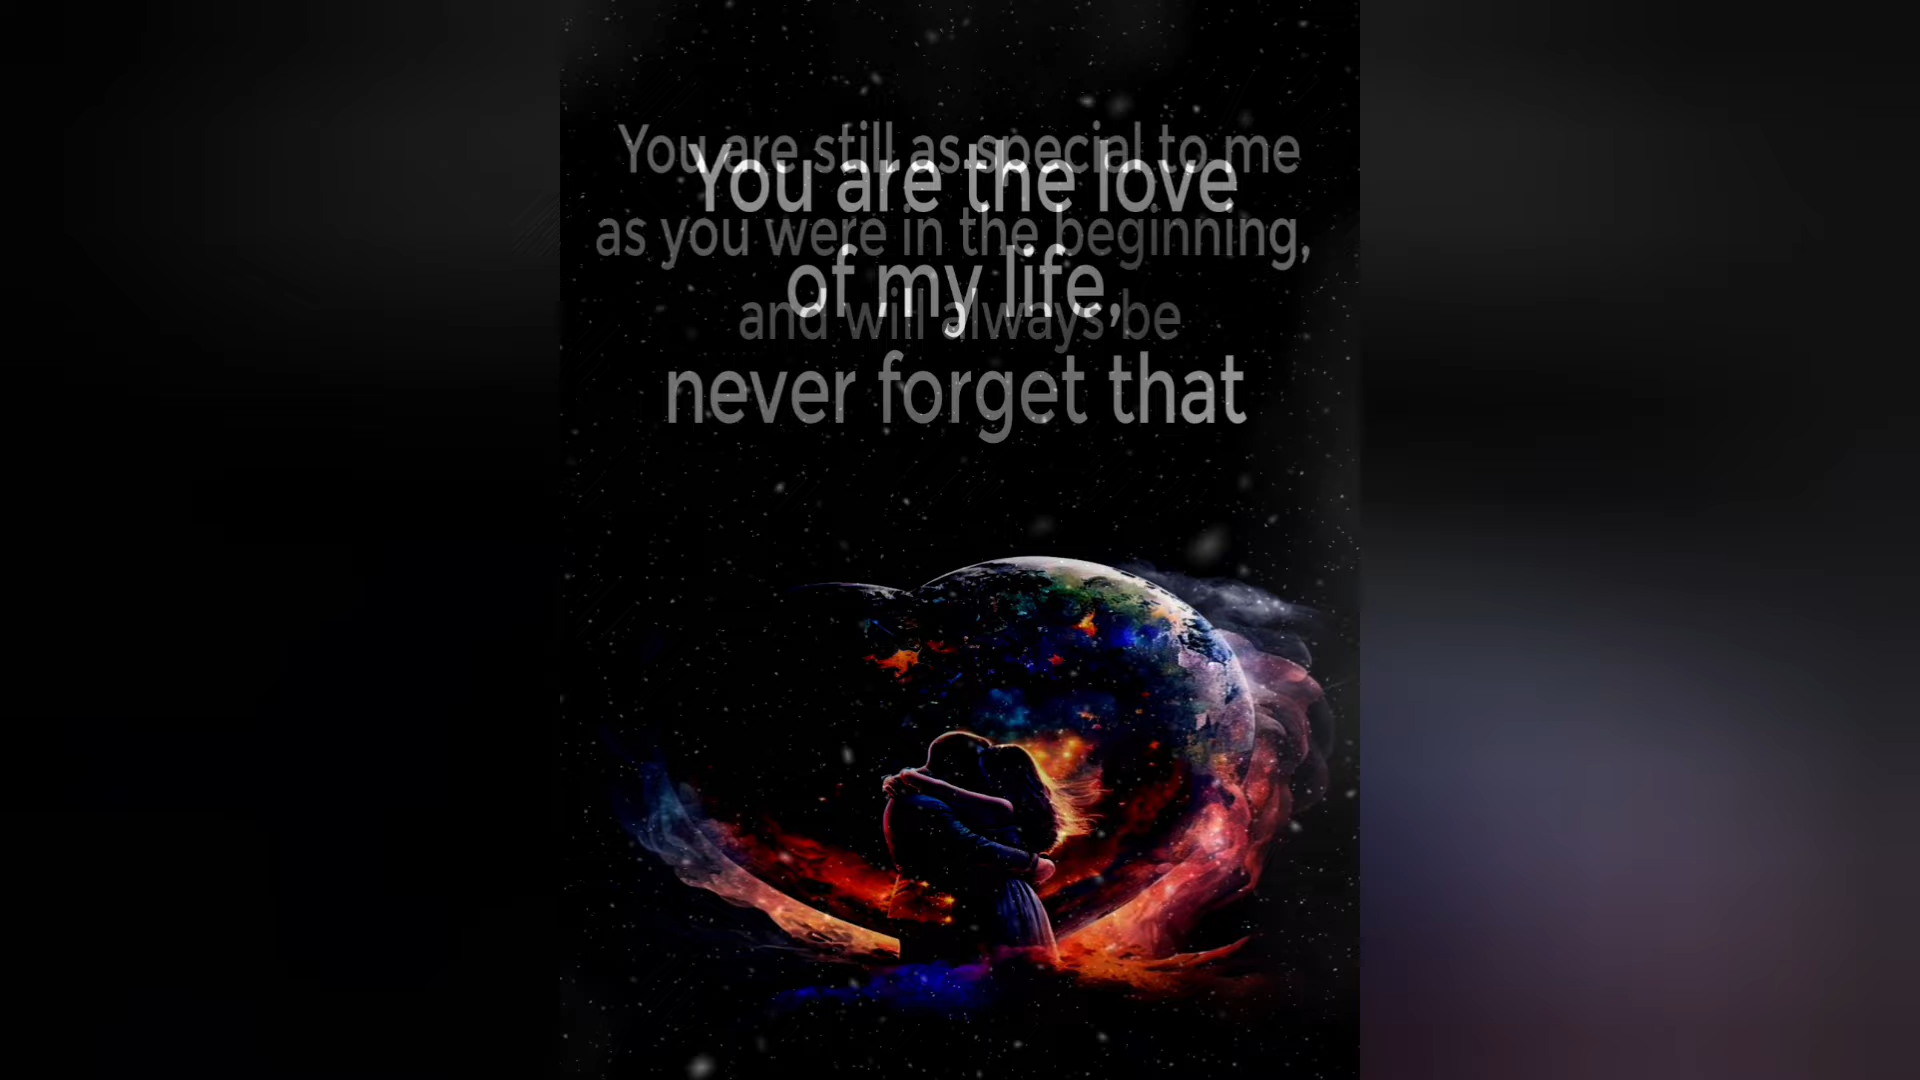 You are still as special to me
as you were in the beginning,
and will always be
You are the love
of my life,
never forget that